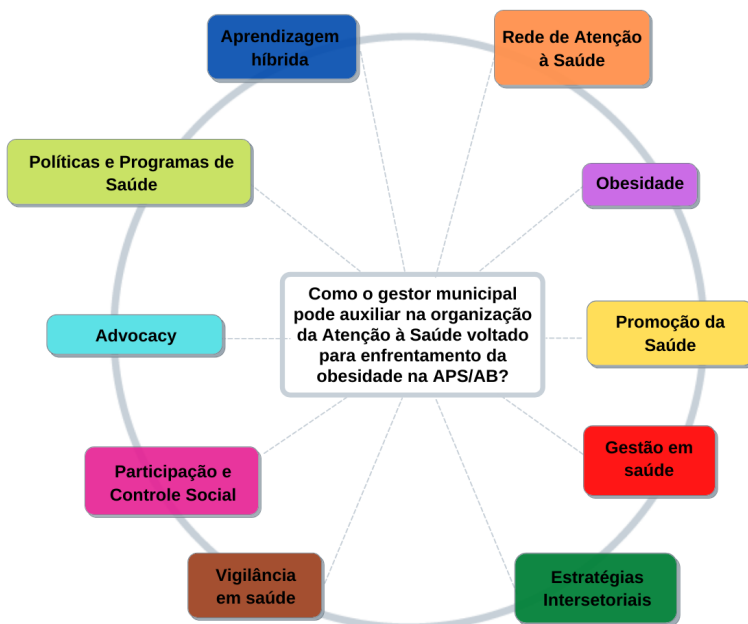 Aprendizagem
híbrida
Rede de Atenção
à Saúde
Políticas e Programas de
Saúde
Obesidade
Como o gestor municipal
pode auxiliar na organização
da Atenção à Saúde voltado
para enfrentamento da
obesidade na APS/AB?
Advocacy
Promoção da
Saúde
Participação e
Controle Social
Gestão em
saúde
Vigilância
em saúde
Estratégias
Intersetoriais